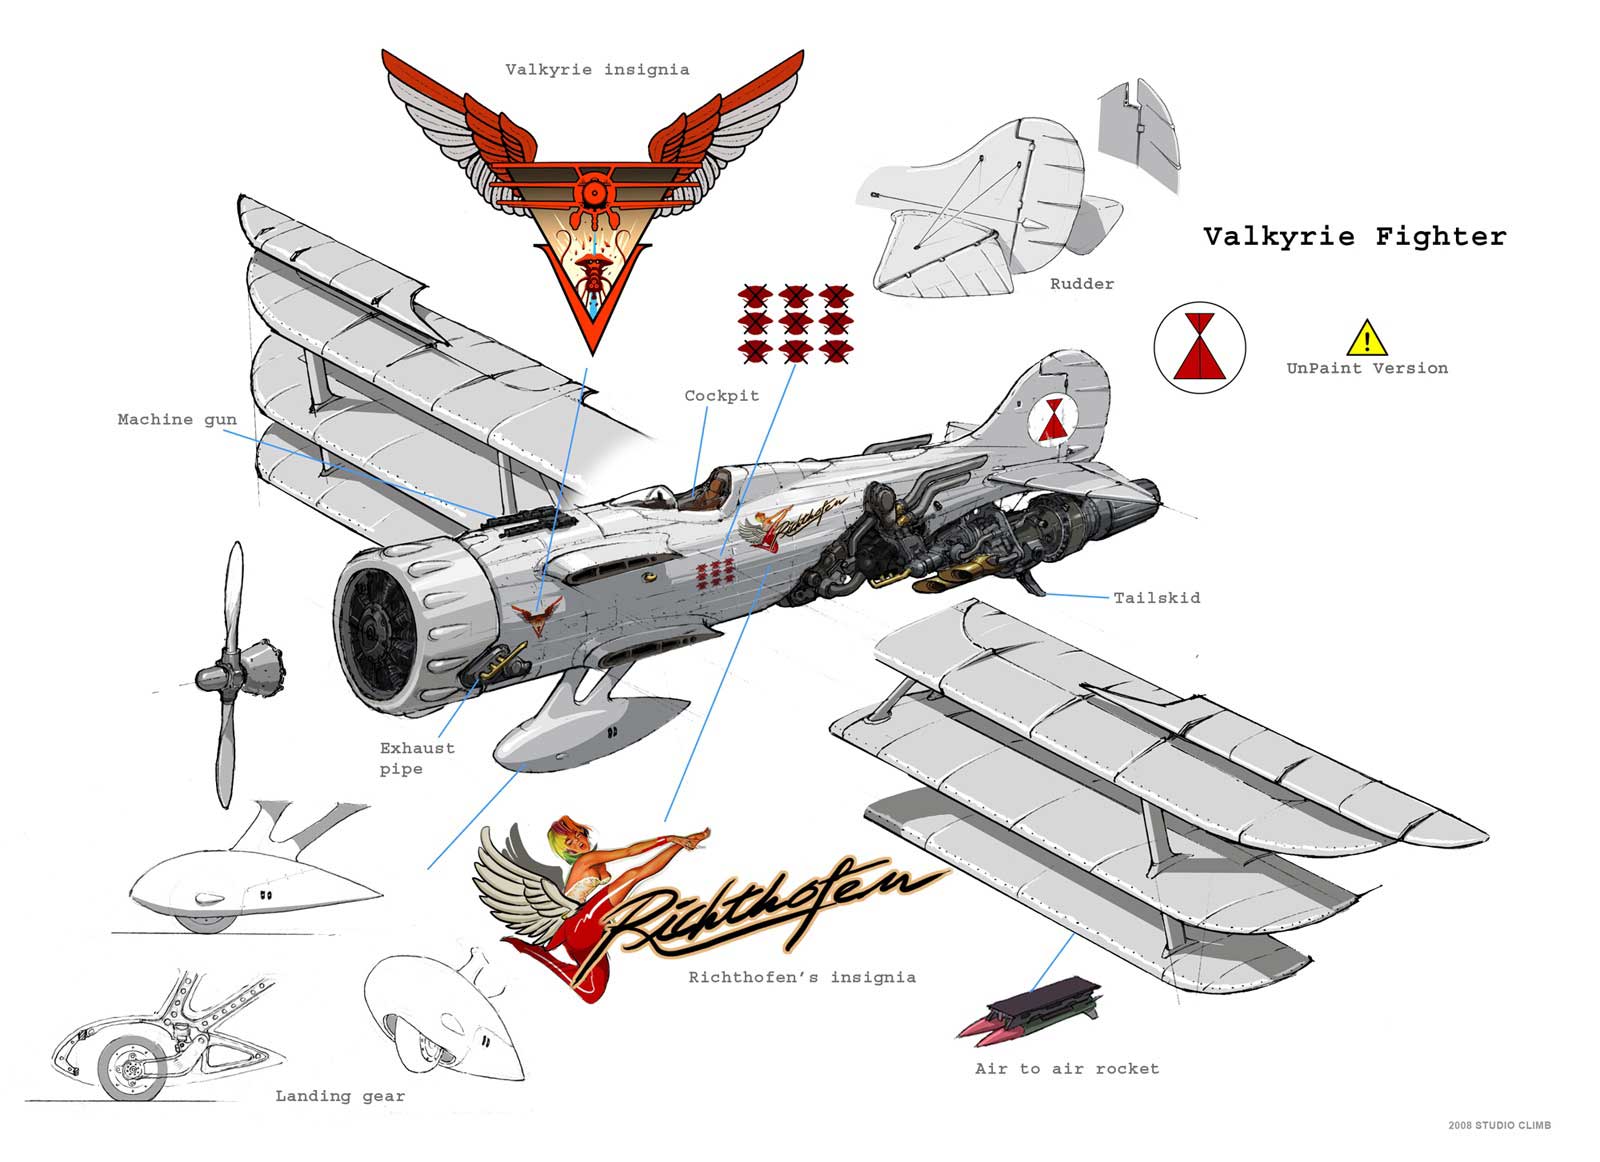 Valkyrie insignia
Valkyrie Fighter
Rudder
UnPaint Version
Cockpit
Machine gun
Richthofen
Tailskid
Exhaust
pipe
Richthofen
Richthofen's insignia
Air to air rocket
Landing gear
2008 STUDIO CLIMB